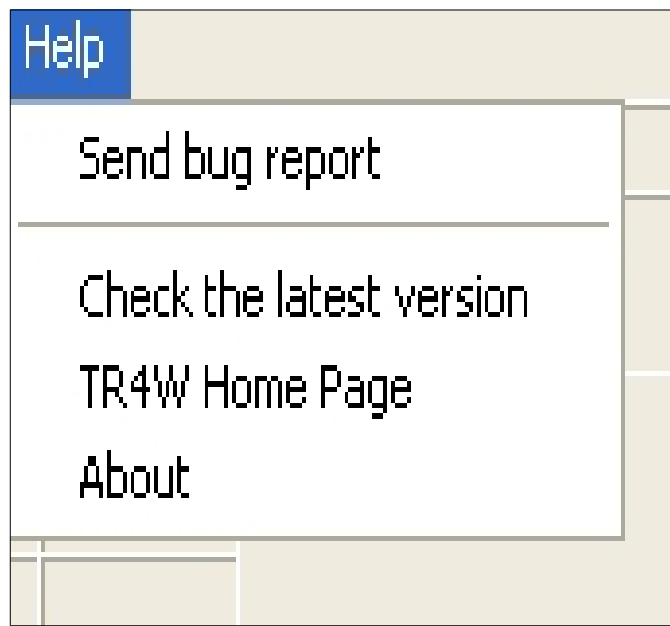 Help
Send bug report
Check the latest version
TR4W Home Page
About